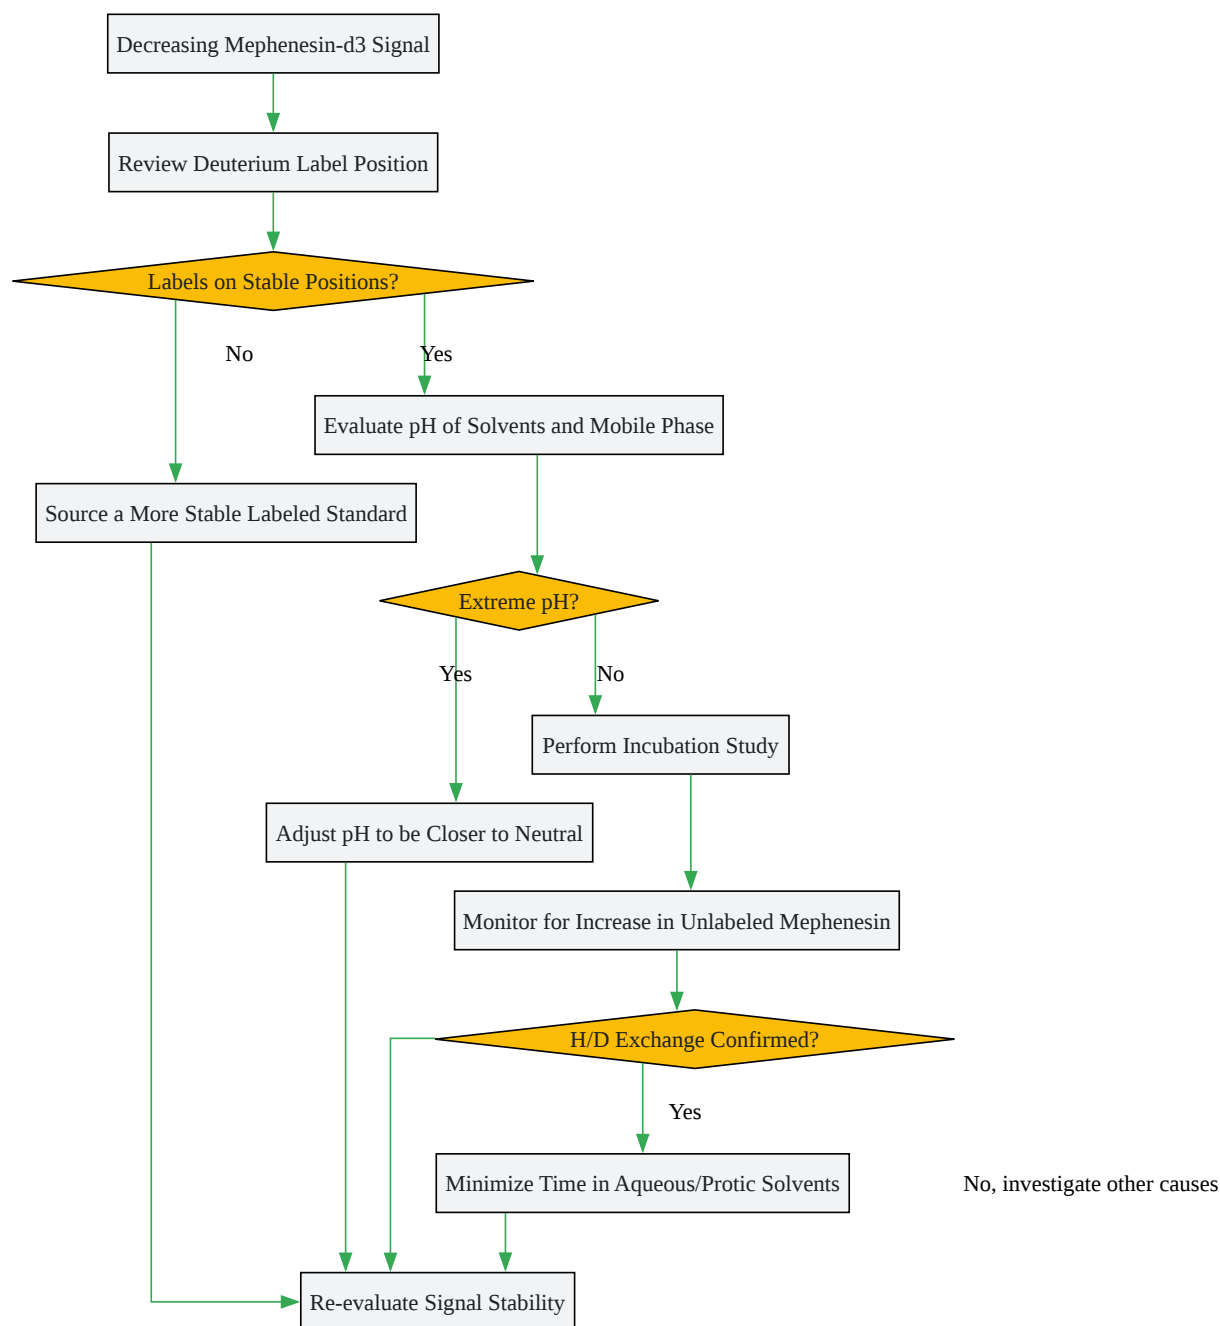 Decreasing Mephenesin-d3 Signal
Review Deuterium Label Position
Labels on Stable Positions?
No
Yes
Evaluate pH of Solvents and Mobile Phase
Source a More Stable Labeled Standard
Extreme pH?
Yes
No
Perform Incubation Study
Adjust pH to be Closer to Neutral
Monitor for Increase in Unlabeled Mephenesin
H/D Exchange Confirmed?
Yes
Minimize Time in Aqueous/Protic Solvents
No, investigate other causes
Re-evaluate Signal Stability